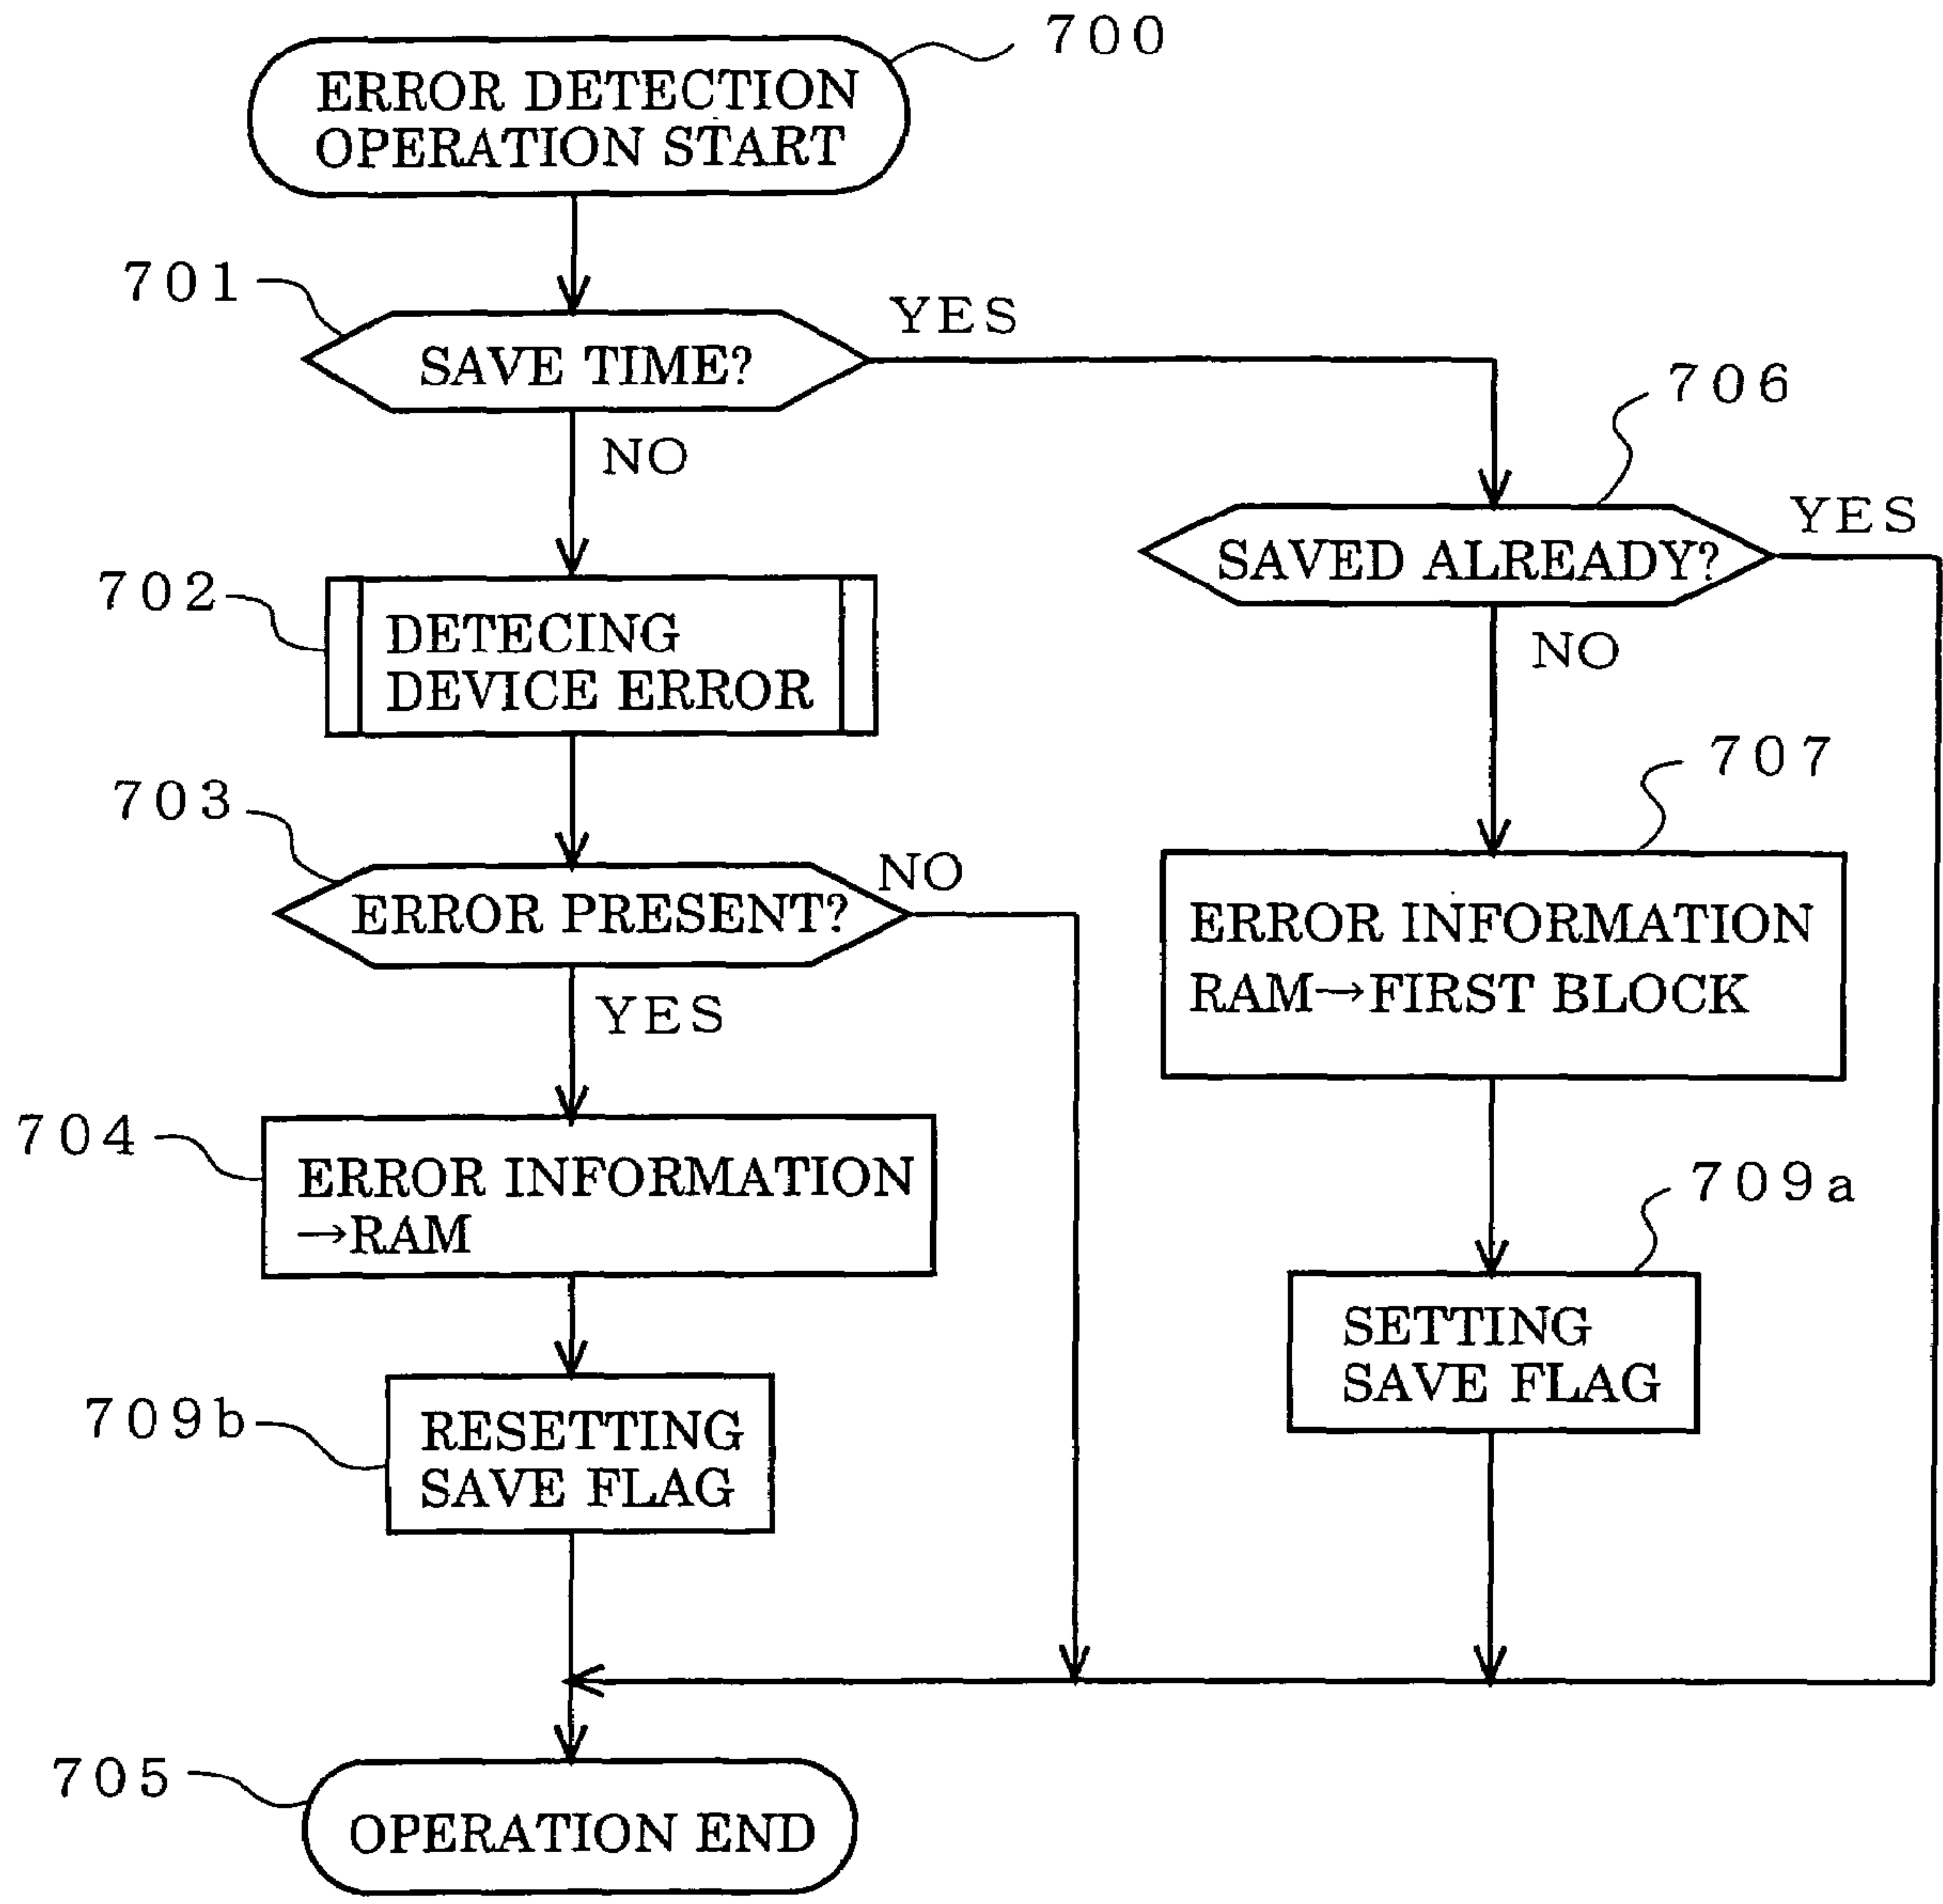 700
ERROR DETECTION
OPERATION START
701
SAVE TIME?
YES
NO
706
SAVED ALREADY?
YES
NO
702
DETECING
DEVICE ERROR
703
ERROR PRESENT?
NO
YES
707
ERROR INFORMATION
RAM→FIRST BLOCK
704
ERROR INFORMATION
→RAM
709a
SETTING
SAVE FLAG
709b
RESETTING
SAVE FLAG
705
OPERATION END